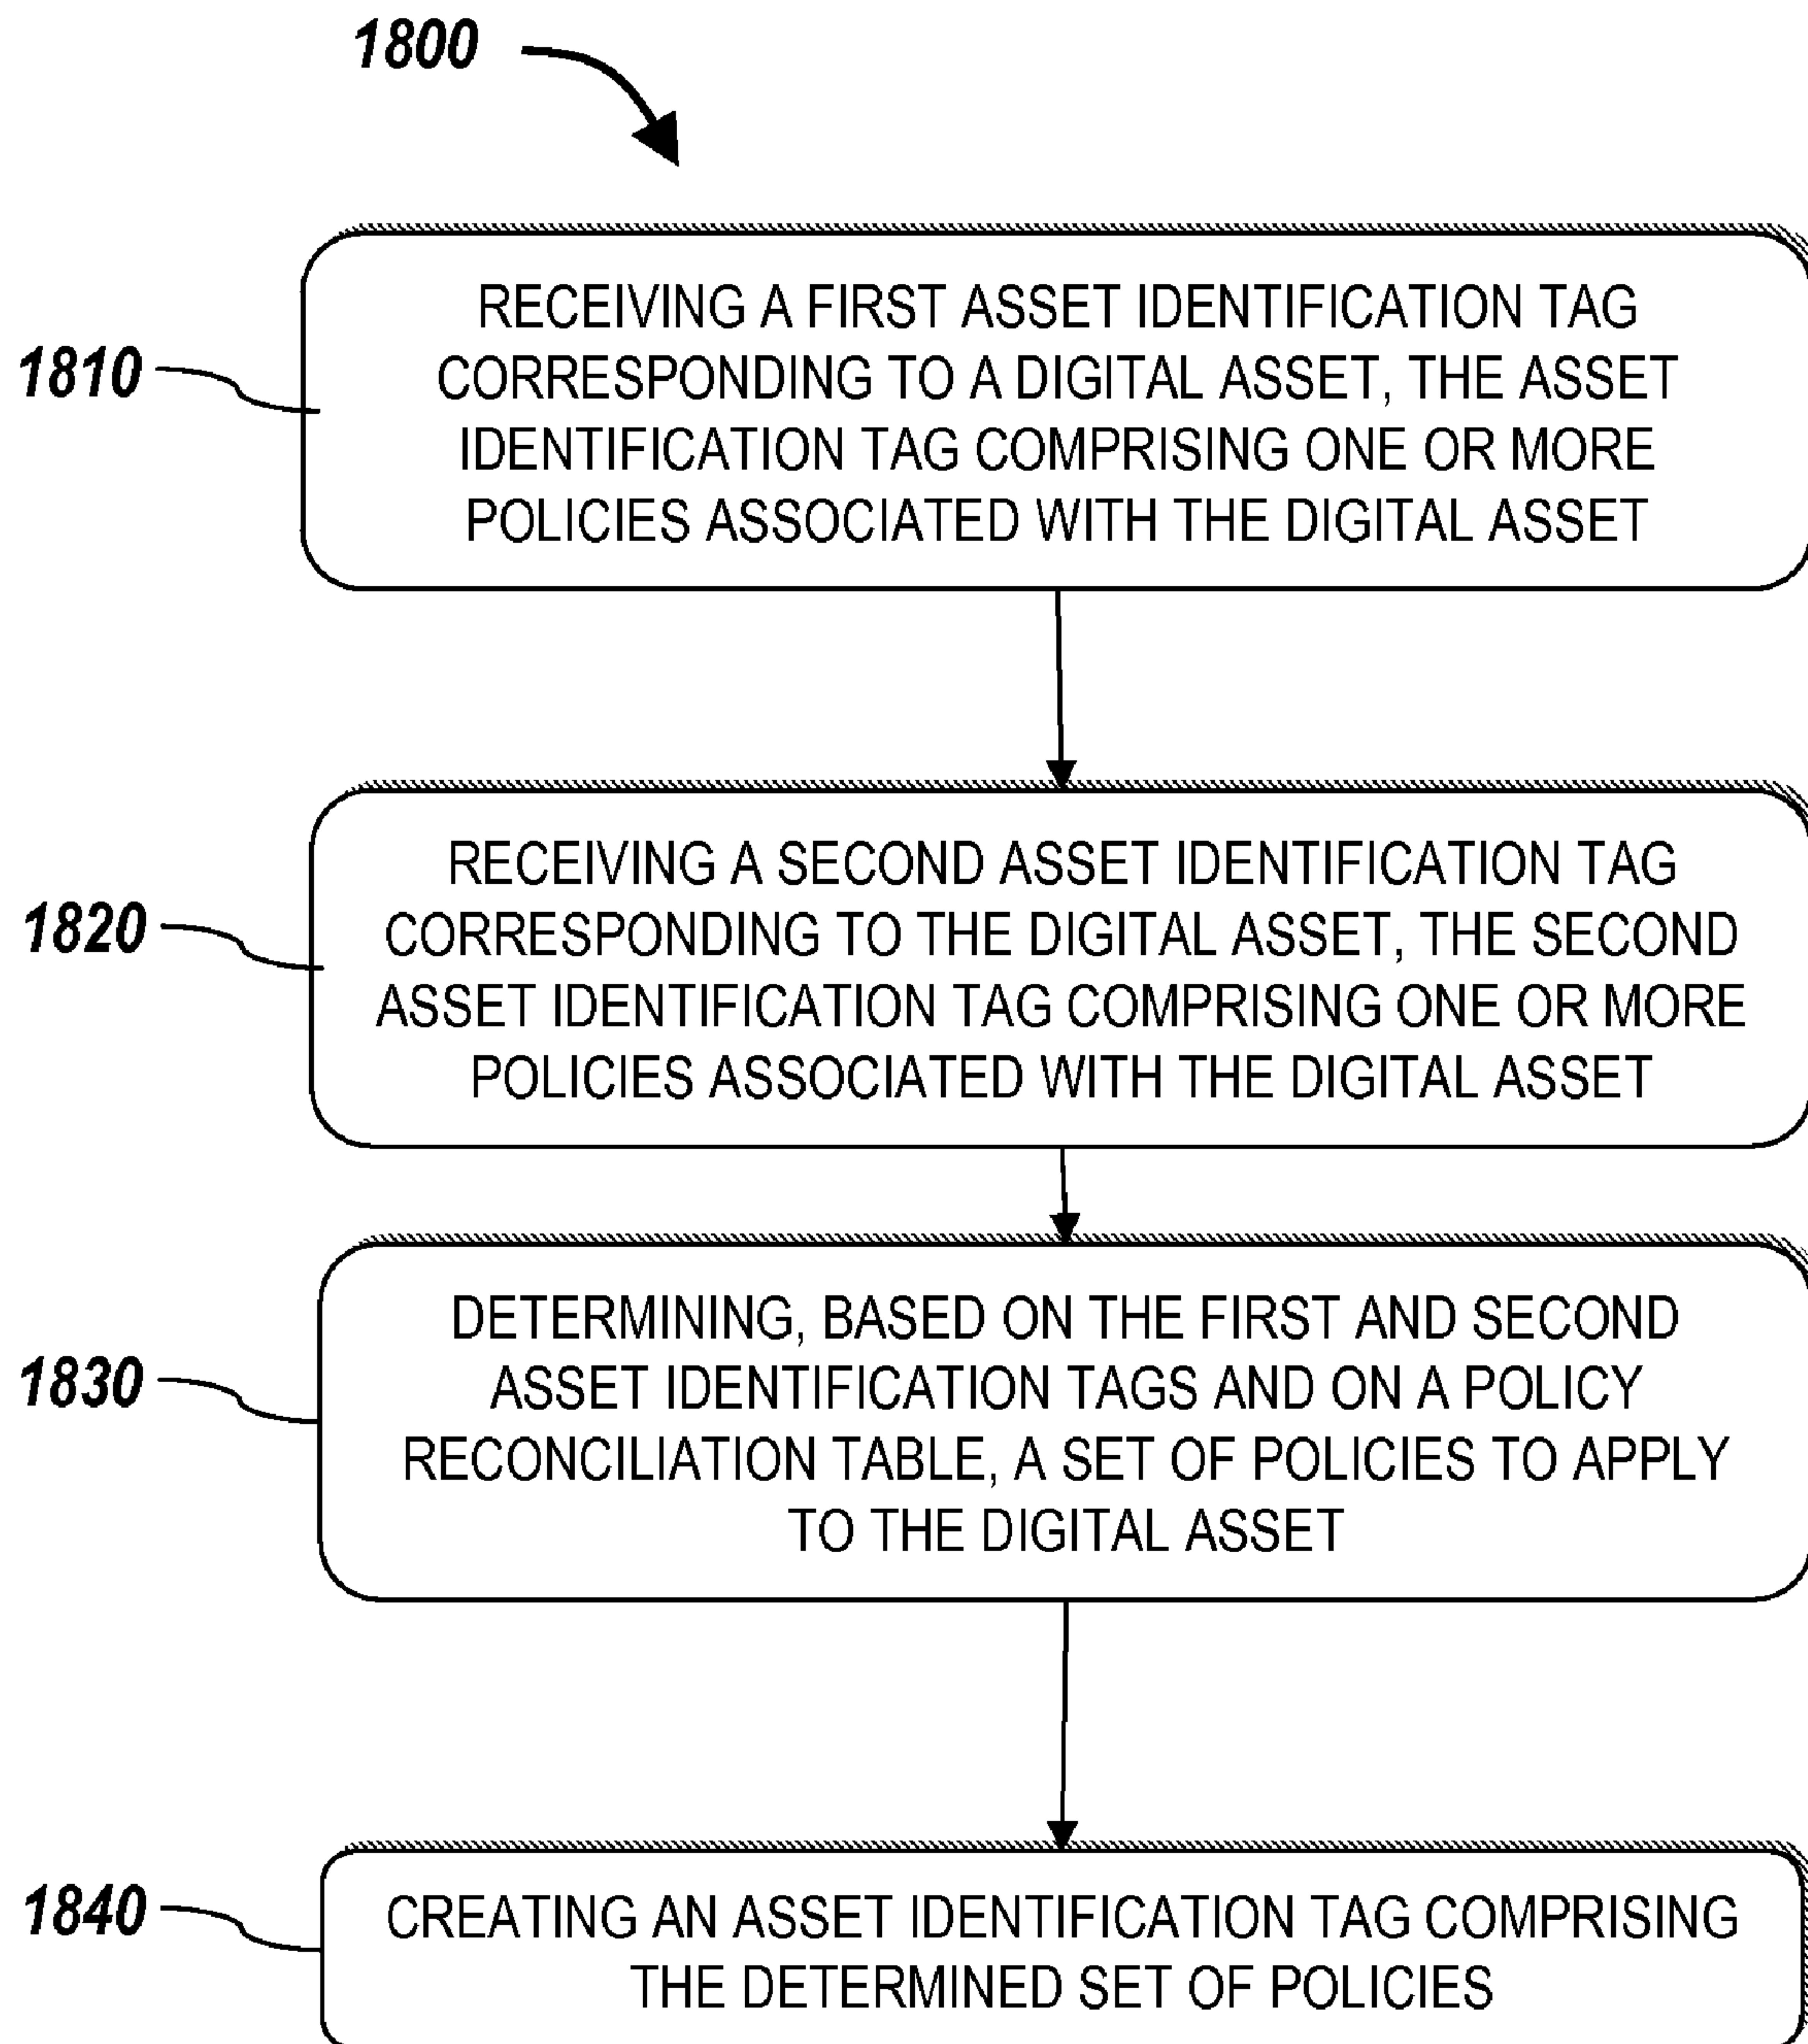 1800
1810
RECEIVING A FIRST ASSET IDENTIFICATION TAG
CORRESPONDING TO A DIGITAL ASSET, THE ASSET
IDENTIFICATION TAG COMPRISING ONE OR MORE
POLICIES ASSOCIATED WITH THE DIGITAL ASSET
1820
RECEIVING A SECOND ASSET IDENTIFICATION TAG
CORRESPONDING TO THE DIGITAL ASSET, THE SECOND
ASSET IDENTIFICATION TAG COMPRISING ONE OR MORE
POLICIES ASSOCIATED WITH THE DIGITAL ASSET
1830
DETERMINING, BASED ON THE FIRST AND SECOND
ASSET IDENTIFICATION TAGS AND ON A POLICY
RECONCILIATION TABLE, A SET OF POLICIES TO APPLY
TO THE DIGITAL ASSET
1840
CREATING AN ASSET IDENTIFICATION TAG COMPRISING
THE DETERMINED SET OF POLICIES